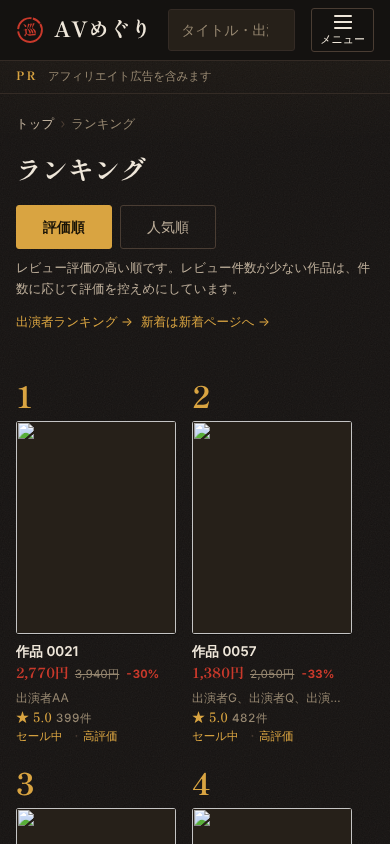 巡 AVめぐり
タイトル・出
メニュー
PR アフィリエイト広告を含みます
トップ › ランキング
ランキング
評価順 人気順
レビュー評価の高い順です。レビュー件数が少ない作品は、件
数に応じて評価を控えめにしています。
出演者ランキング → 新着は新着ページへ →
1
2
作品 0021
2,770円 3,940円 -30%
出演者AA
★ 5.0 399件
セール中 · 高評価
作品 0057
1,380円 2,050円 -33%
出演者G、出演者Q、出演...
★ 5.0 482件
セール中 · 高評価
3
4